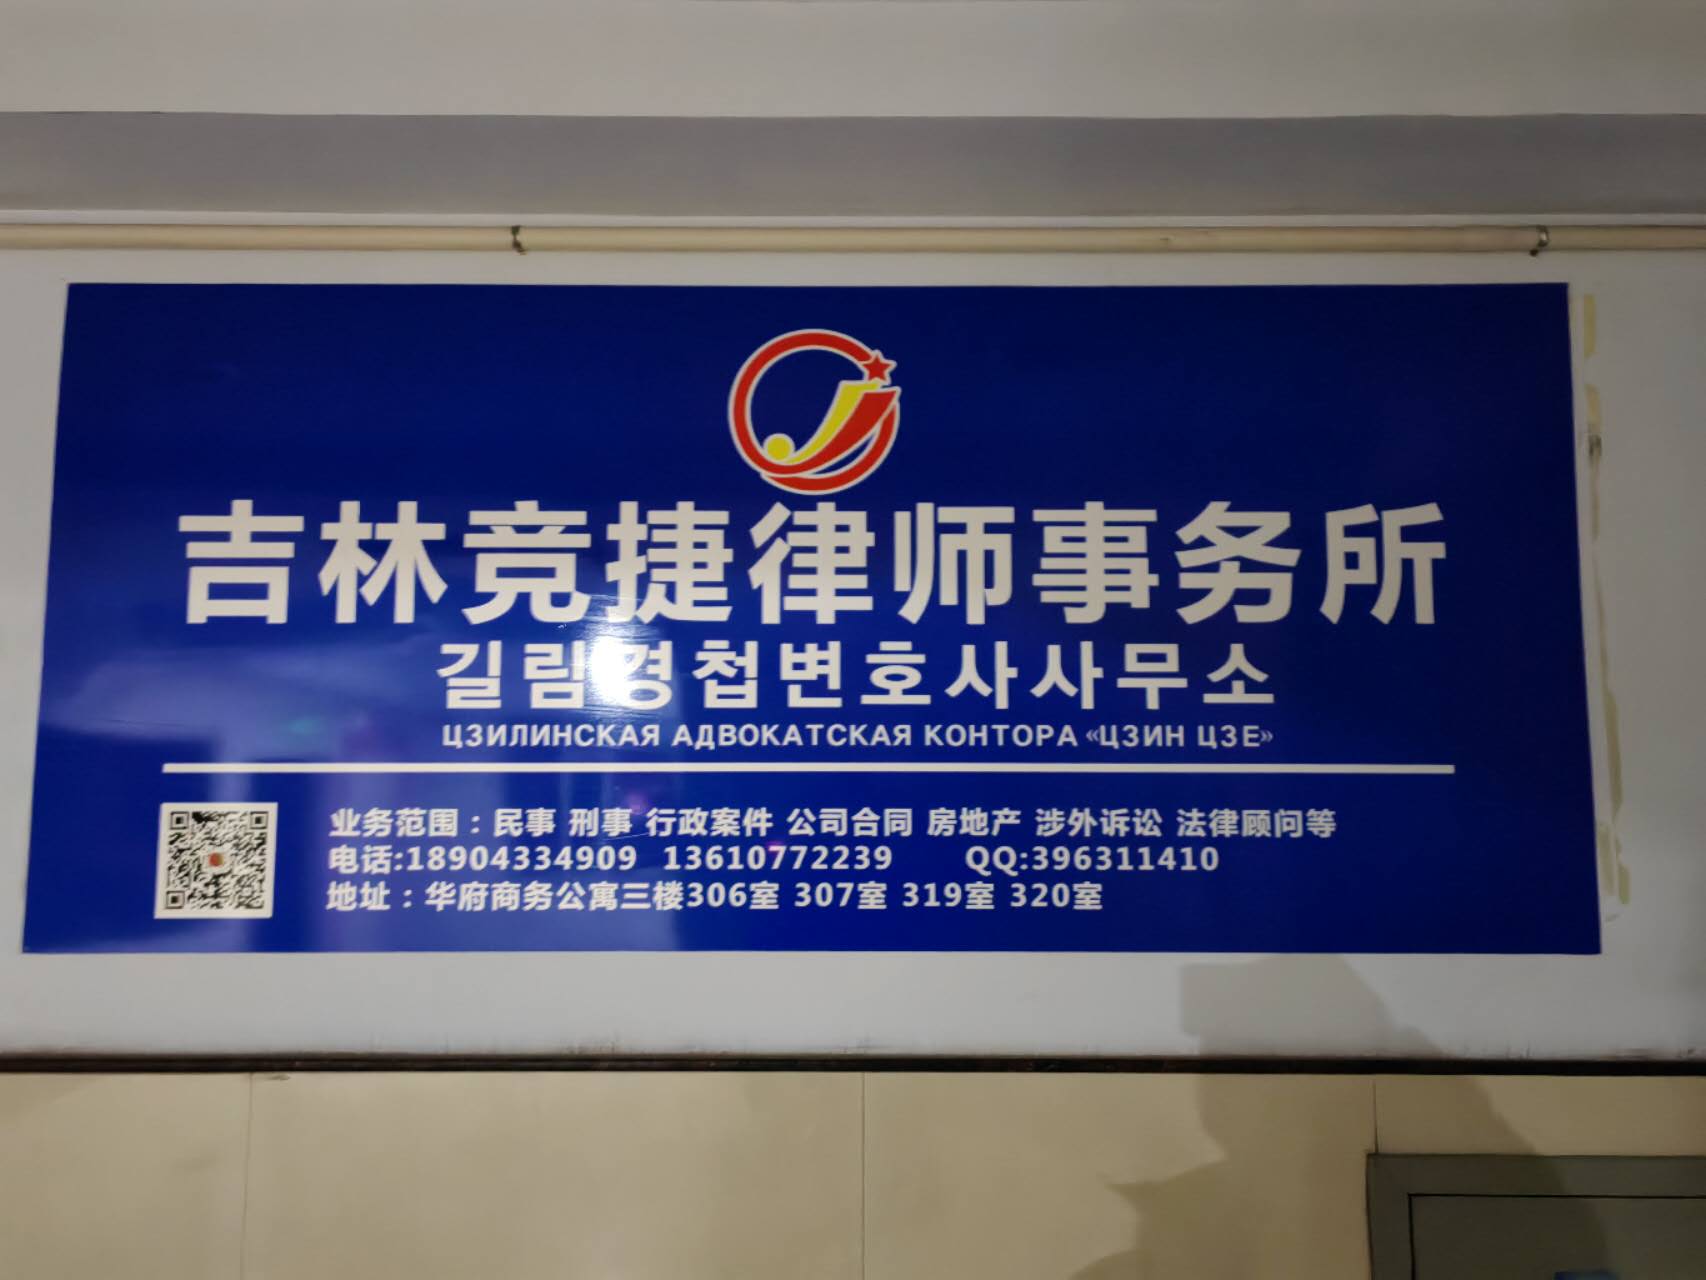 吉林竞捷律师事务所
길림경첩변호사사무소
ЦЗИЛИНСКАЯ АДВОКАТСКАЯ КОНТОРА «ЦЗИН ЦЗЕ»
业务范围：民事 刑事 行政案件 公司合同 房地产 涉外诉讼 法律顾问等
电话:18904334909 13610772239 QQ:396311410
地址：华府商务公寓三楼306室 307室 319室 320室